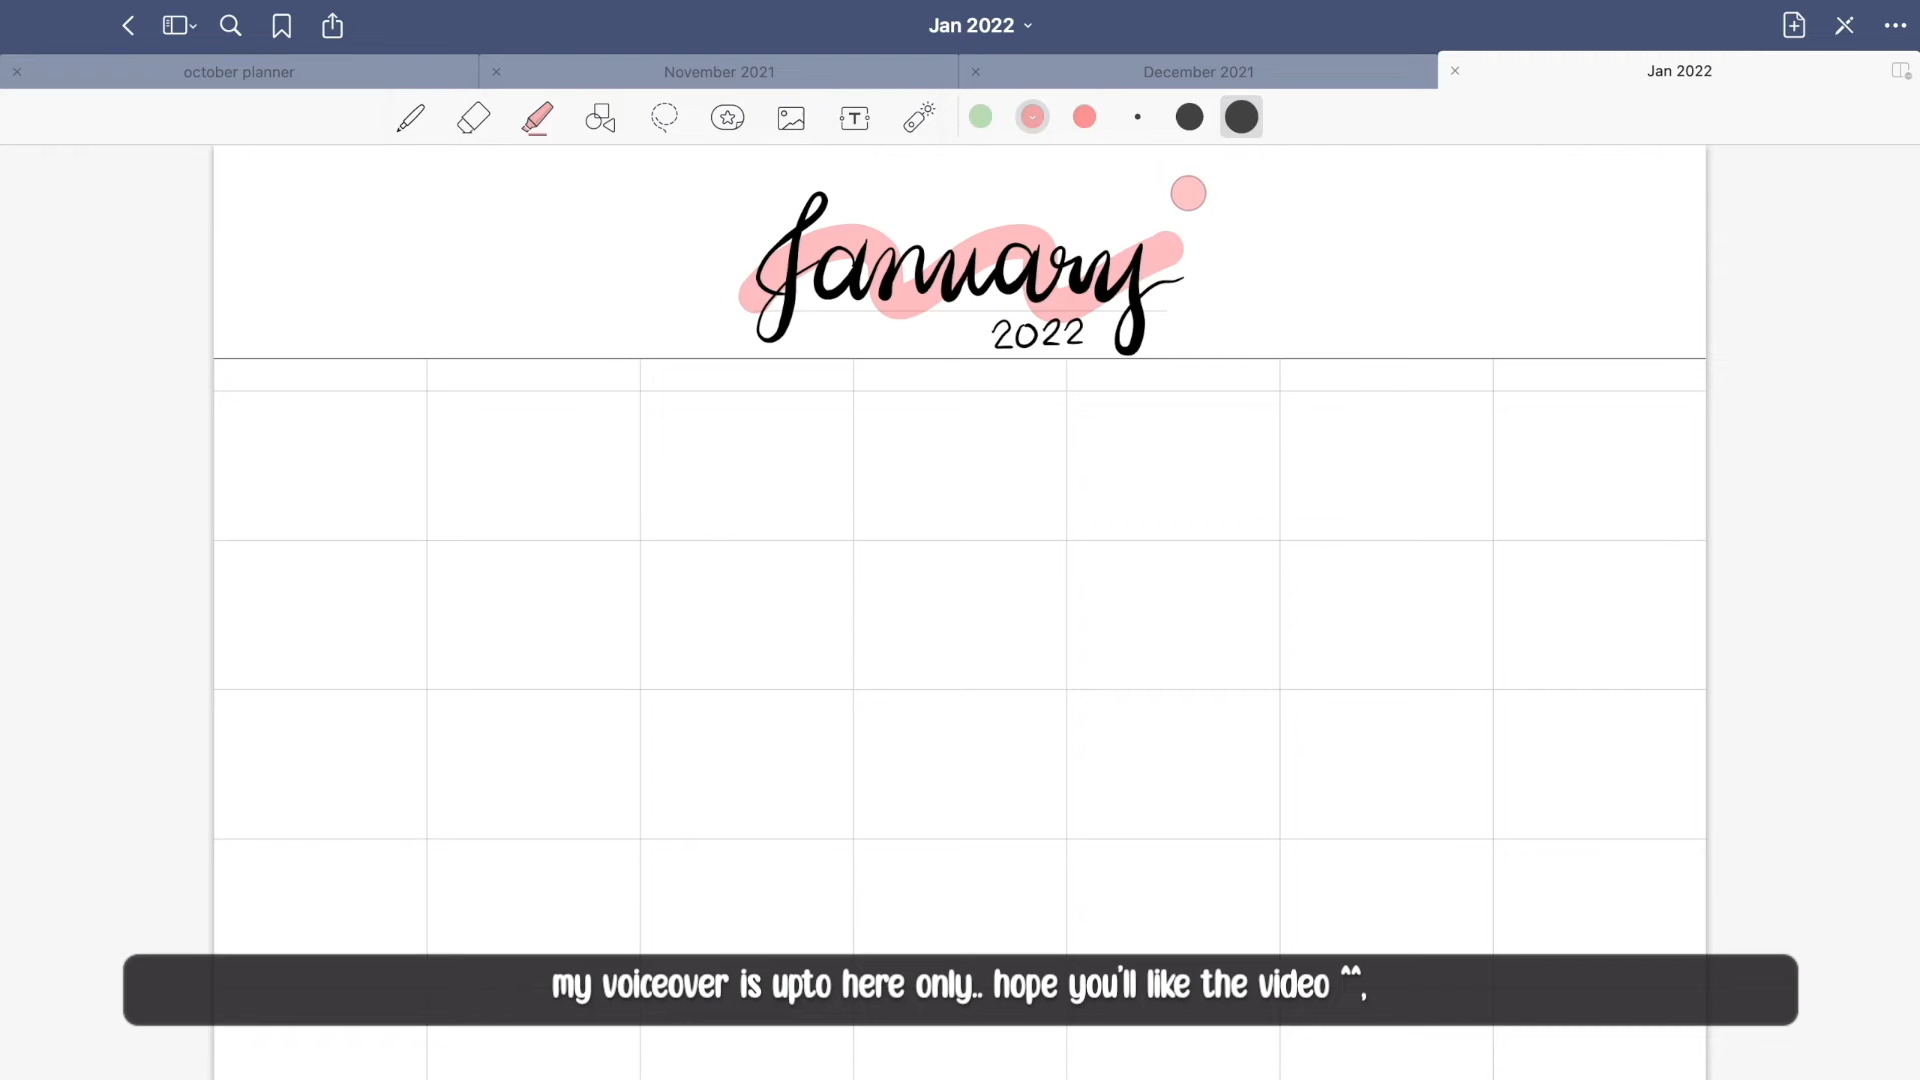 Jan 2022
october planner
November 2021
December 2021
Jan 2022
January
2022
my voiceover is upto here only.. hope you'll like the video ^^,